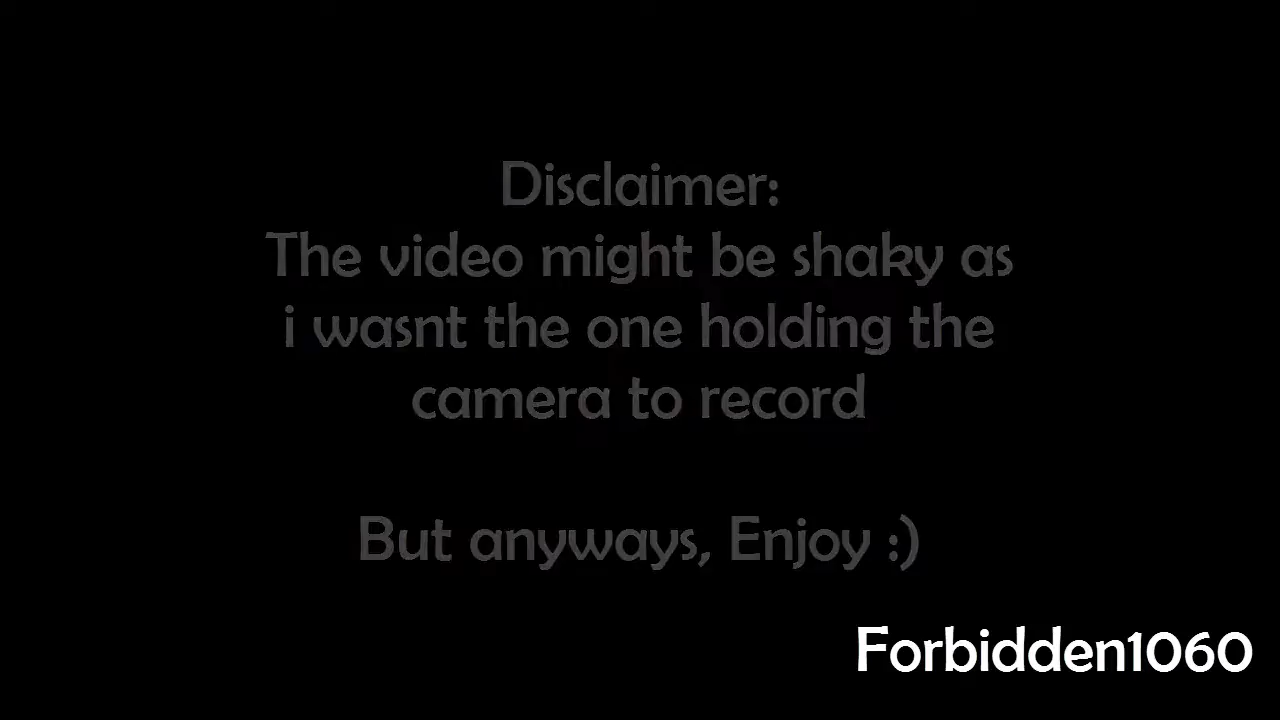 Disclaimer:
The video might be shaky as
i wasnt the one holding the
camera to record
But anyways, Enjoy :)
Forbidden1060